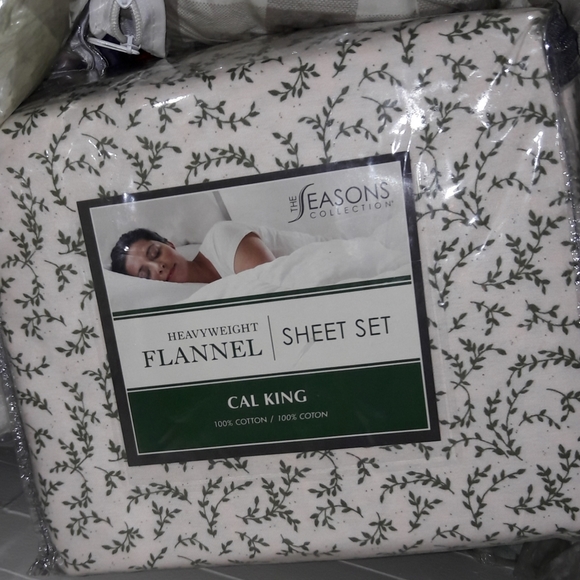 THE SEASONS
COLLECTION
HEAVYWEIGHT
FLANNEL
SHEET SET
CAL KING
100% COTTON / 100% COTON